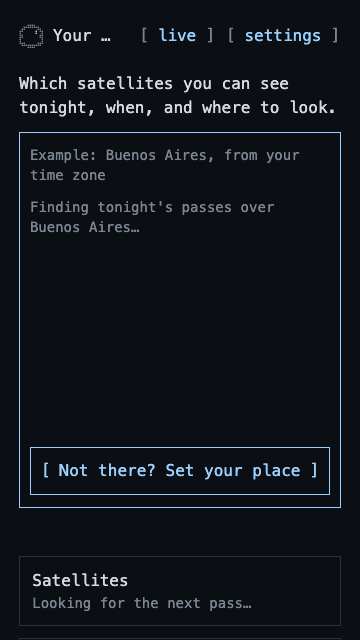 Your …
[ live ] [ settings ]
Which satellites you can see
tonight, when, and where to look.
Example: Buenos Aires, from your
time zone
Finding tonight's passes over
Buenos Aires…
[ Not there? Set your place ]
Satellites
Looking for the next pass…